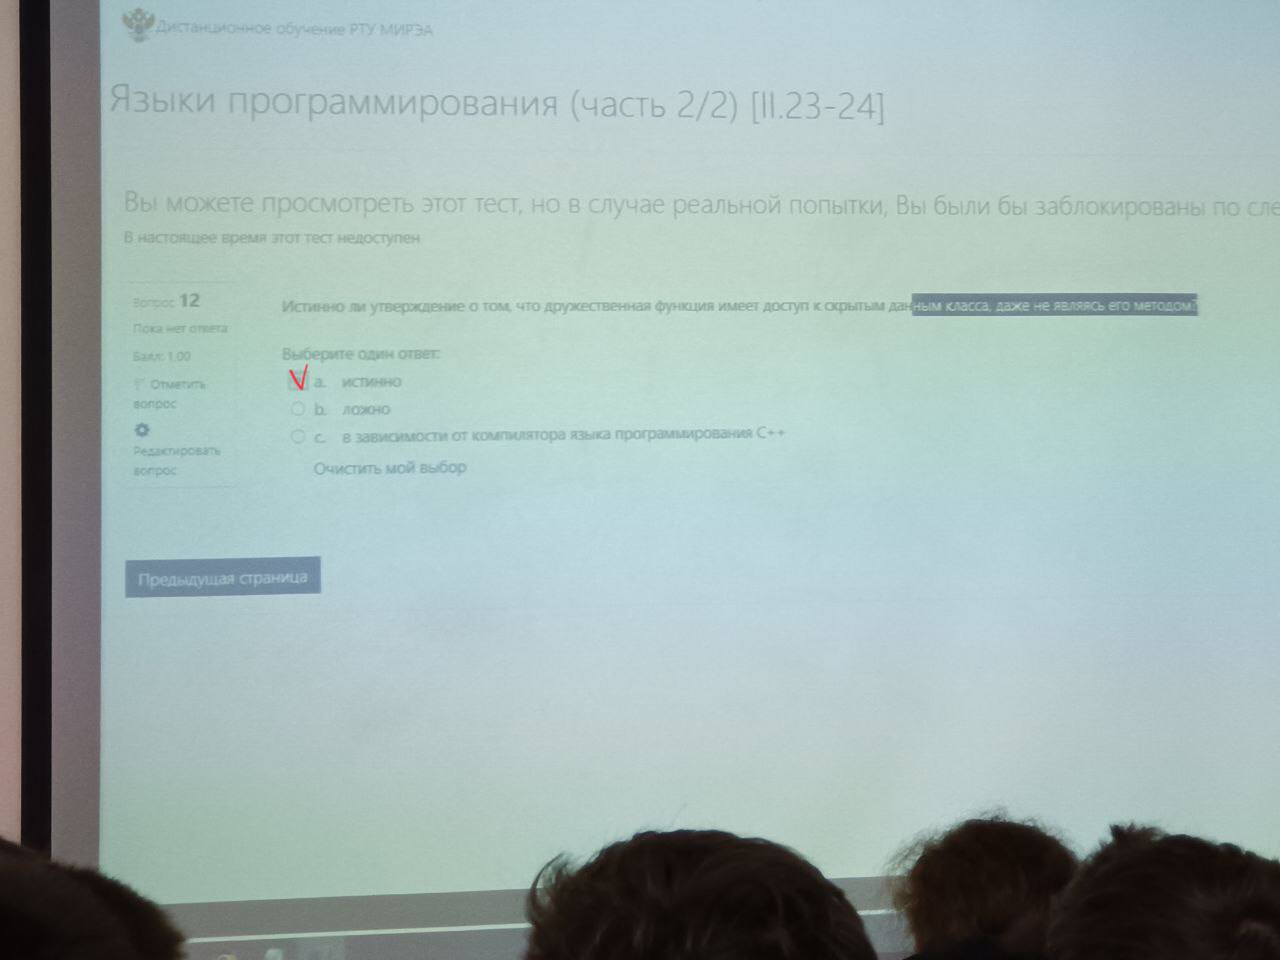 Дистанционное обучение РТУ МИРЭА
Языки программирования (часть 2/2) [II.23-24]
Вы можете просмотреть этот тест, но в случае реальной попытки, Вы были бы заблокированы по сле
В настоящее время этот тест недоступен
Вопрос 12
Пока нет ответа
Балл: 1,00
Отметить
вопрос
Редактировать
вопрос
Истинно ли утверждение о том, что дружественная функция имеет доступ к скрытым данным класса, даже не являясь его методом?
Выберите один ответ:
a. истинно
b. ложно
c. в зависимости от компилятора языка программирования C++
Очистить мой выбор
Предыдущая страница